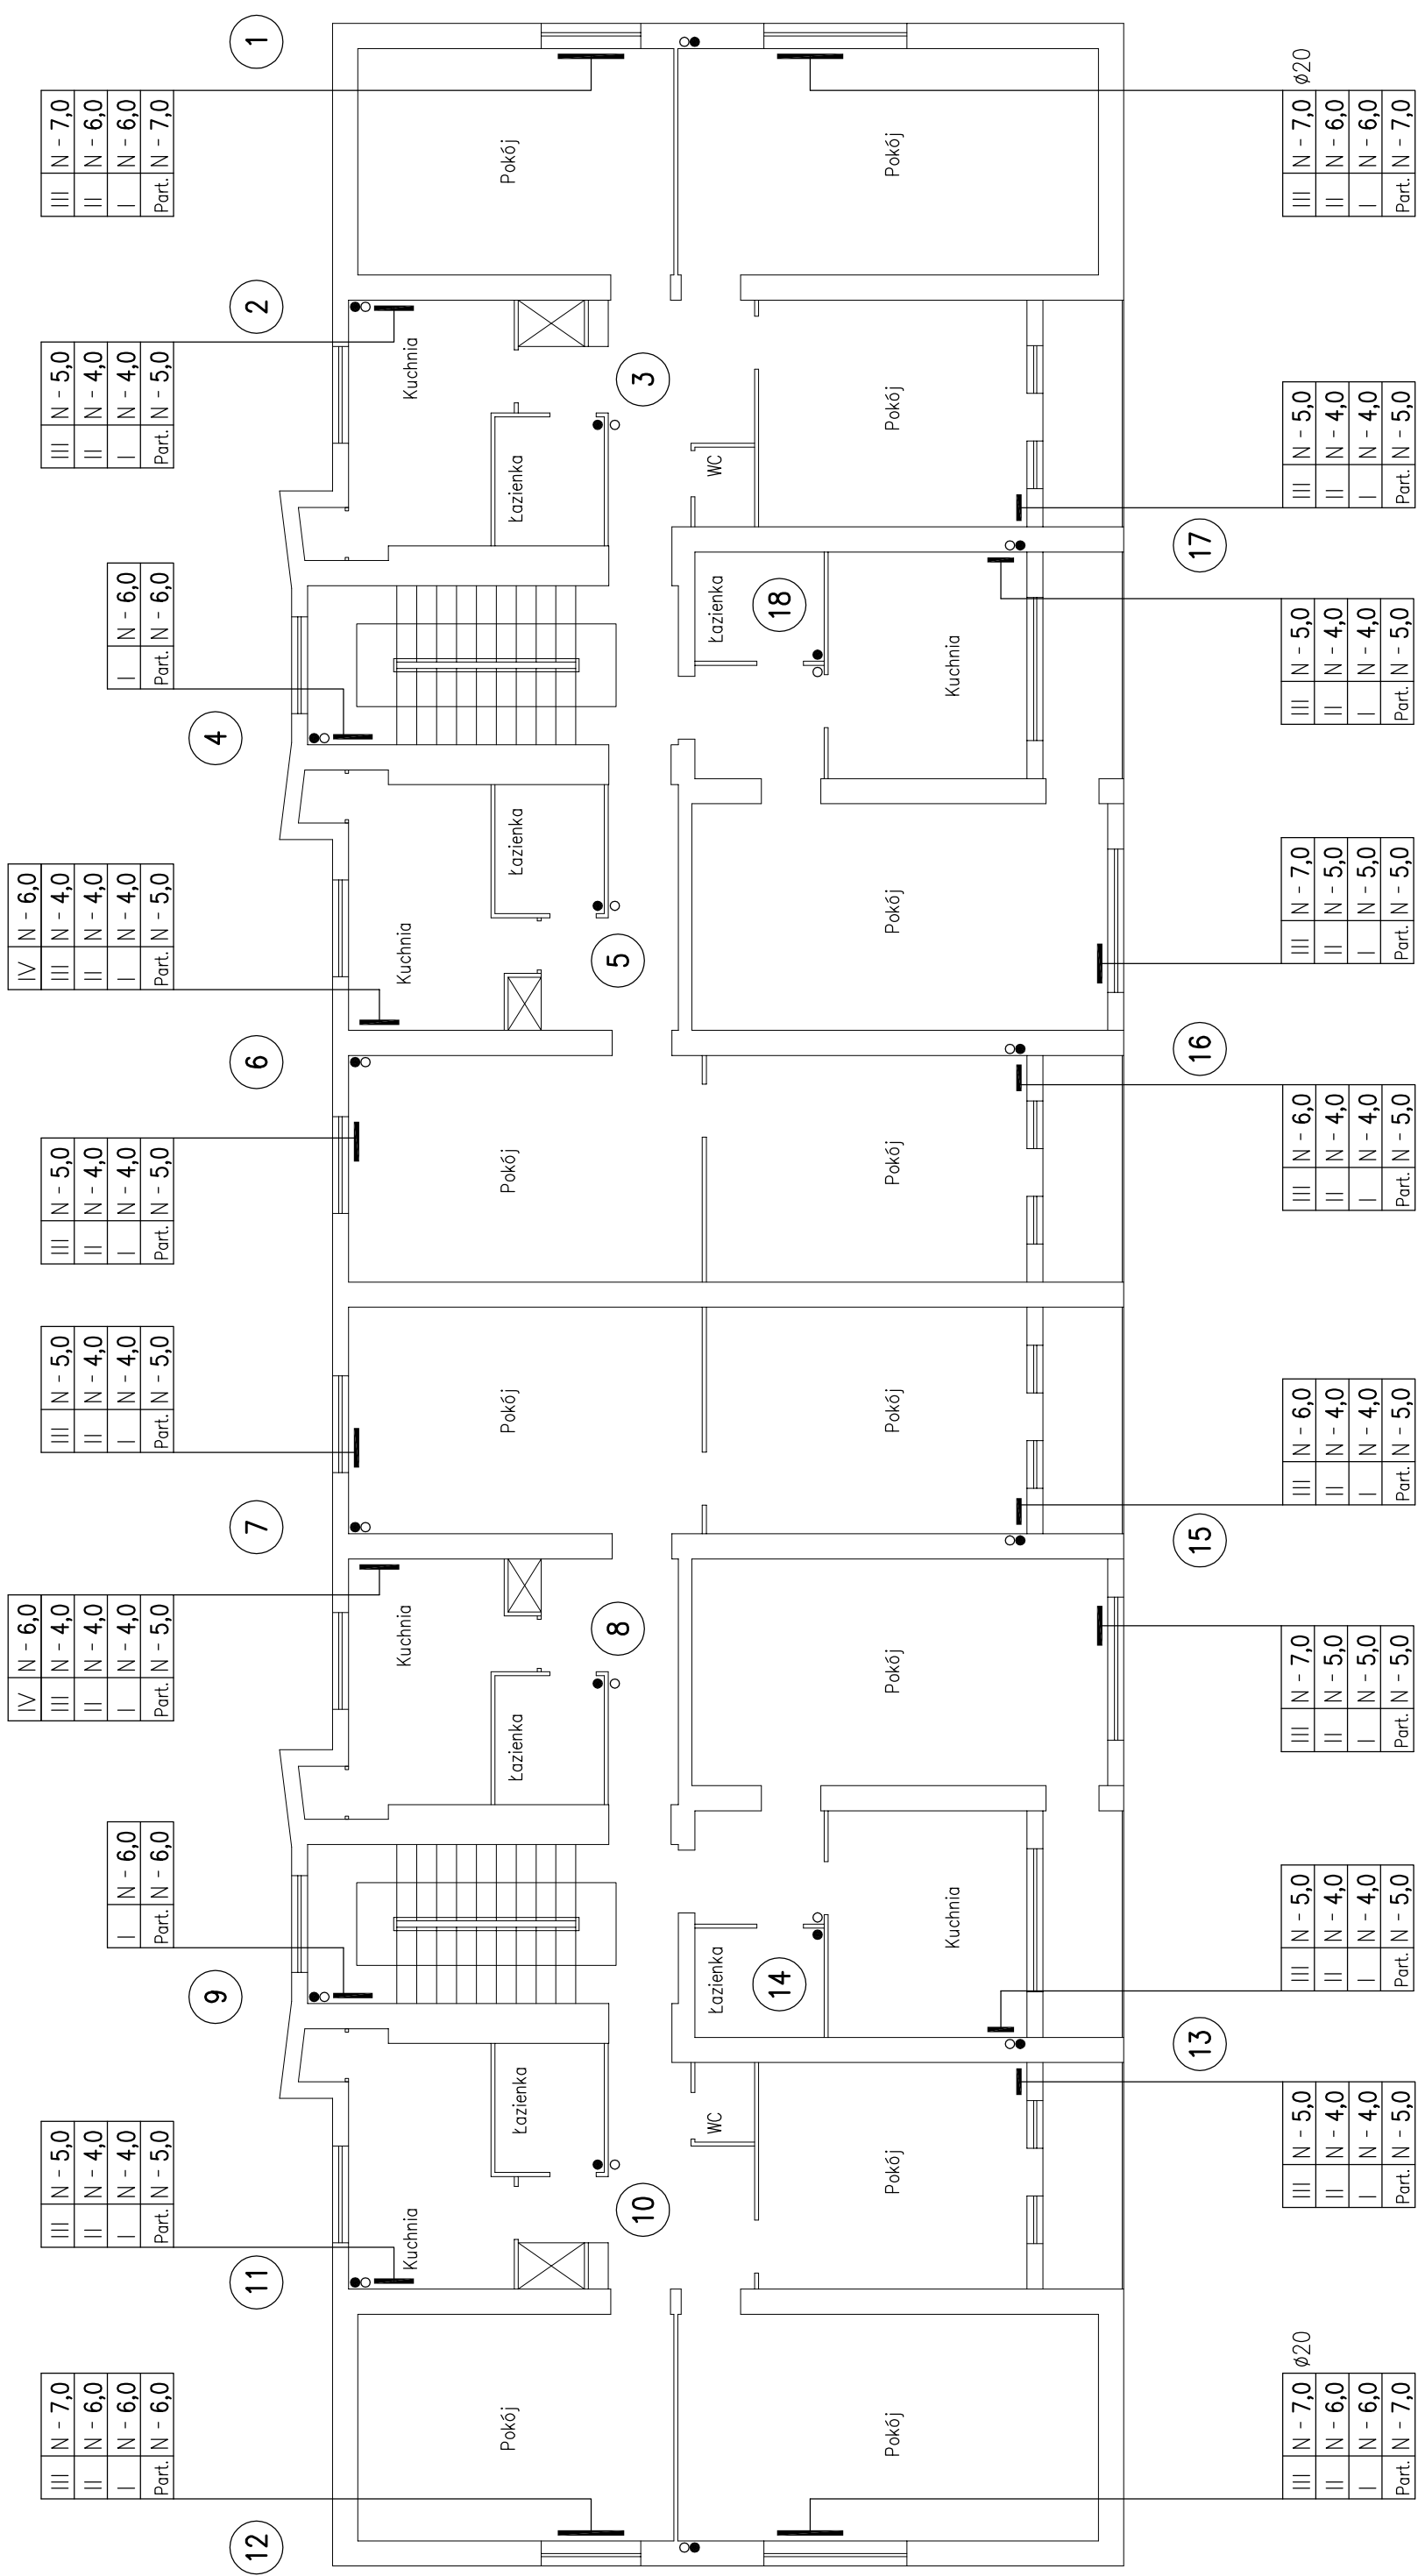 III N - 7,0
II N - 6,0
I N - 6,0
Part. N - 6,0
III N - 5,0
II N - 4,0
I N - 4,0
Part. N - 5,0
I N - 6,0
Part. N - 6,0
IV N - 6,0
III N - 4,0
II N - 4,0
I N - 4,0
Part. N - 5,0
III N - 5,0
II N - 4,0
I N - 4,0
Part. N - 5,0
III N - 5,0
II N - 4,0
I N - 4,0
Part. N - 5,0
IV N - 6,0
III N - 4,0
II N - 4,0
I N - 4,0
Part. N - 5,0
I N - 6,0
Part. N - 6,0
III N - 5,0
II N - 4,0
I N - 4,0
Part. N - 5,0
III N - 7,0
II N - 6,0
I N - 6,0
Part. N - 7,0
9
4
12
11
7
6
2
1
Kuchnia
Kuchnia
Kuchnia
Kuchnia
Pokój
Łazienka
Łazienka
Pokój
Pokój
Łazienka
Łazienka
Pokój
10
8
5
3
WC
Łazienka
Łazienka
WC
14
18
Pokój
Pokój
Kuchnia
Pokój
Pokój
Pokój
Pokój
Kuchnia
Pokój
Pokój
13
15
16
17
III N - 7,0 ø20
II N - 6,0
I N - 6,0
Part. N - 7,0
III N - 5,0
II N - 4,0
I N - 4,0
Part. N - 5,0
III N - 5,0
II N - 4,0
I N - 4,0
Part. N - 5,0
III N - 7,0
II N - 5,0
I N - 5,0
Part. N - 5,0
III N - 6,0
II N - 4,0
I N - 4,0
Part. N - 5,0
III N - 6,0
II N - 4,0
I N - 4,0
Part. N - 5,0
III N - 7,0
II N - 5,0
I N - 5,0
Part. N - 5,0
III N - 5,0
II N - 4,0
I N - 4,0
Part. N - 5,0
III N - 5,0
II N - 4,0
I N - 4,0
Part. N - 5,0
III N - 7,0 ø20
II N - 6,0
I N - 6,0
Part. N - 7,0